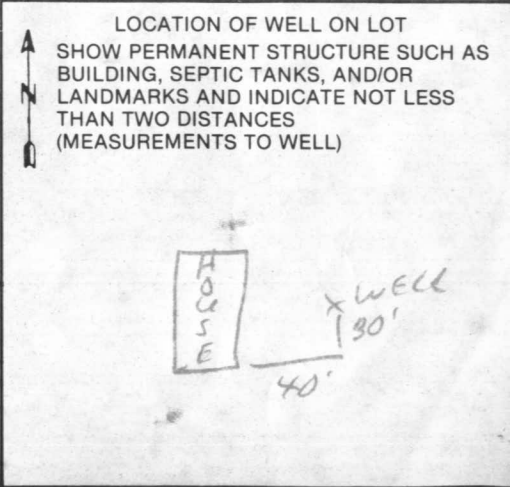 LOCATION OF WELL ON LOT
SHOW PERMANENT STRUCTURE SUCH AS
BUILDING, SEPTIC TANKS, AND/OR
N LANDMARKS AND INDICATE NOT LESS
THAN TWO DISTANCES
(MEASUREMENTS TO WELL)
HOUSE
X WELL
30'
40'